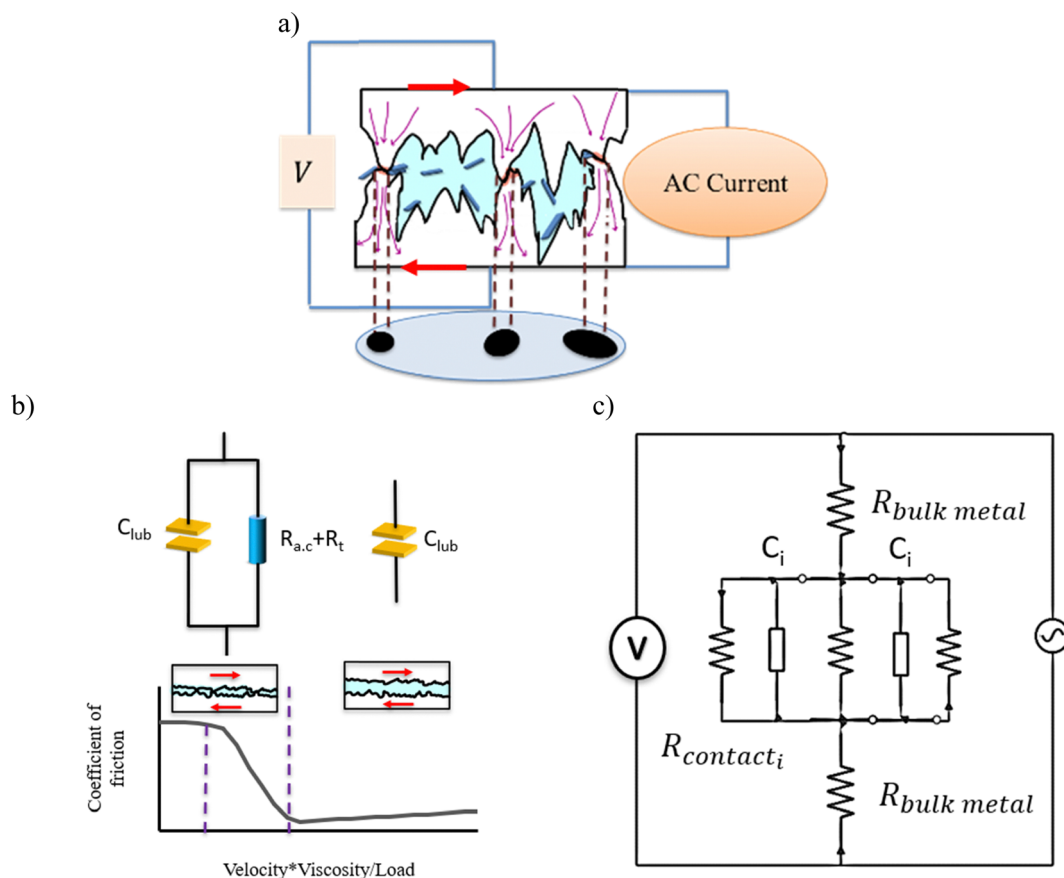 a)
V
AC Current
b)
C_lub
R_a.c+R_t
C_lub
Coefficient of
friction
Velocity*Viscosity/Load
c)
R_bulk metal
C_i
C_i
V
R_contact_i
R_bulk metal